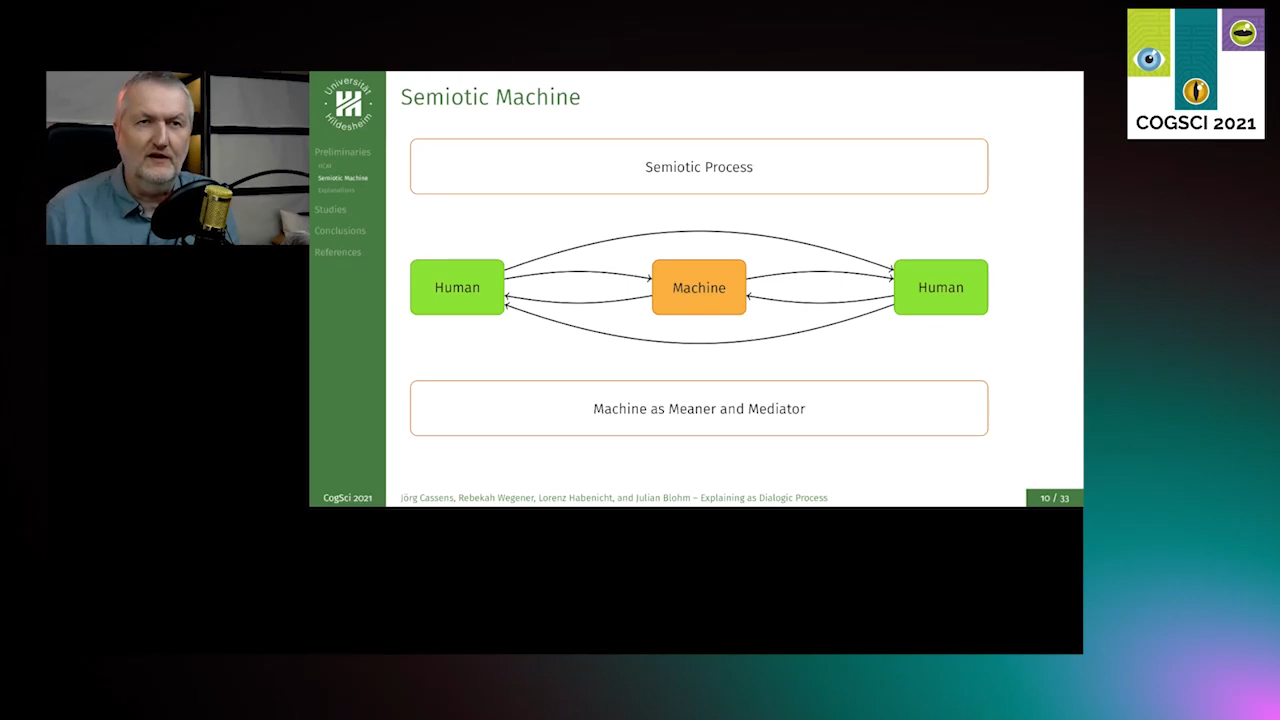 COGSCI 2021
Universität
Hildesheim
Semiotic Machine
Preliminaries
HCAI
Semiotic Machine
Explanations
Studies
Conclusions
References
Semiotic Process
Human
Machine
Human
Machine as Meaner and Mediator
CogSci 2021
Jörg Cassens, Rebekah Wegener, Lorenz Habenicht, and Julian Blohm – Explaining as Dialogic Process
10 / 33